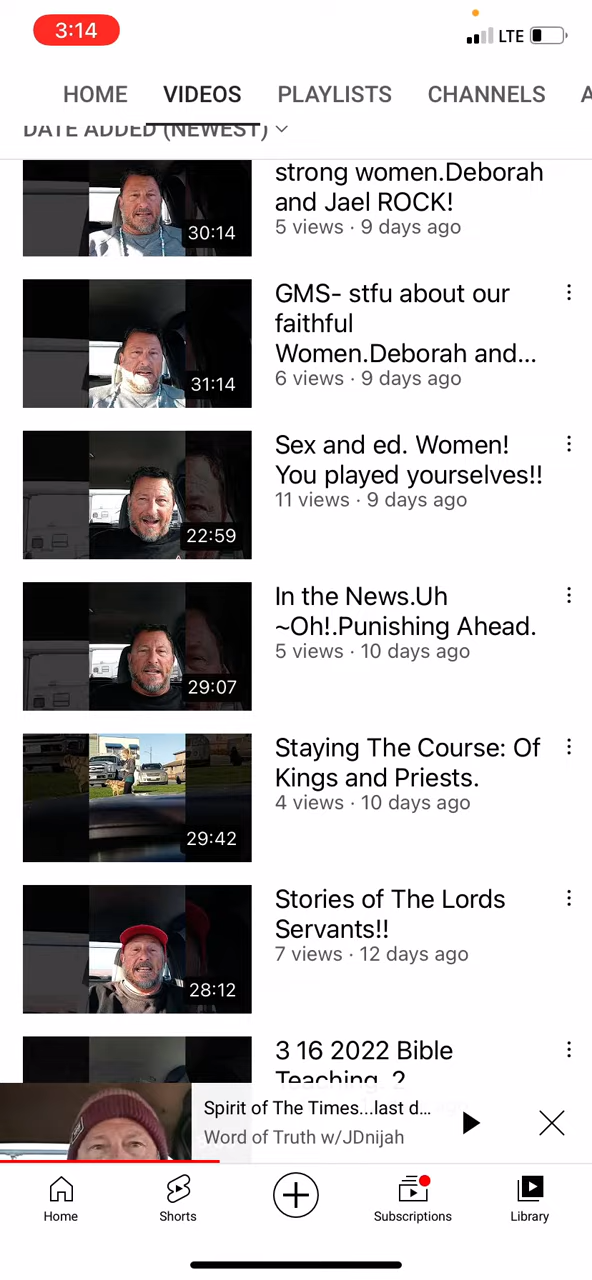 3:14
LTE
HOME VIDEOS PLAYLISTS CHANNELS A
DATE ADDED (NEWEST)
strong women.Deborah
and Jael ROCK!
5 views · 9 days ago
30:14
GMS- stfu about our
faithful
Women.Deborah and...
6 views · 9 days ago
31:14
Sex and ed. Women!
You played yourselves!!
11 views · 9 days ago
22:59
In the News.Uh
~Oh!.Punishing Ahead.
5 views · 10 days ago
29:07
Staying The Course: Of
Kings and Priests.
4 views · 10 days ago
29:42
Stories of The Lords
Servants!!
7 views · 12 days ago
28:12
3 16 2022 Bible
Teaching. 2
Spirit of The Times...last d...
Word of Truth w/JDnijah
Home Shorts Subscriptions Library